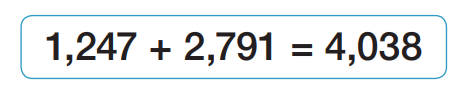 1,247 + 2,791 = 4,038